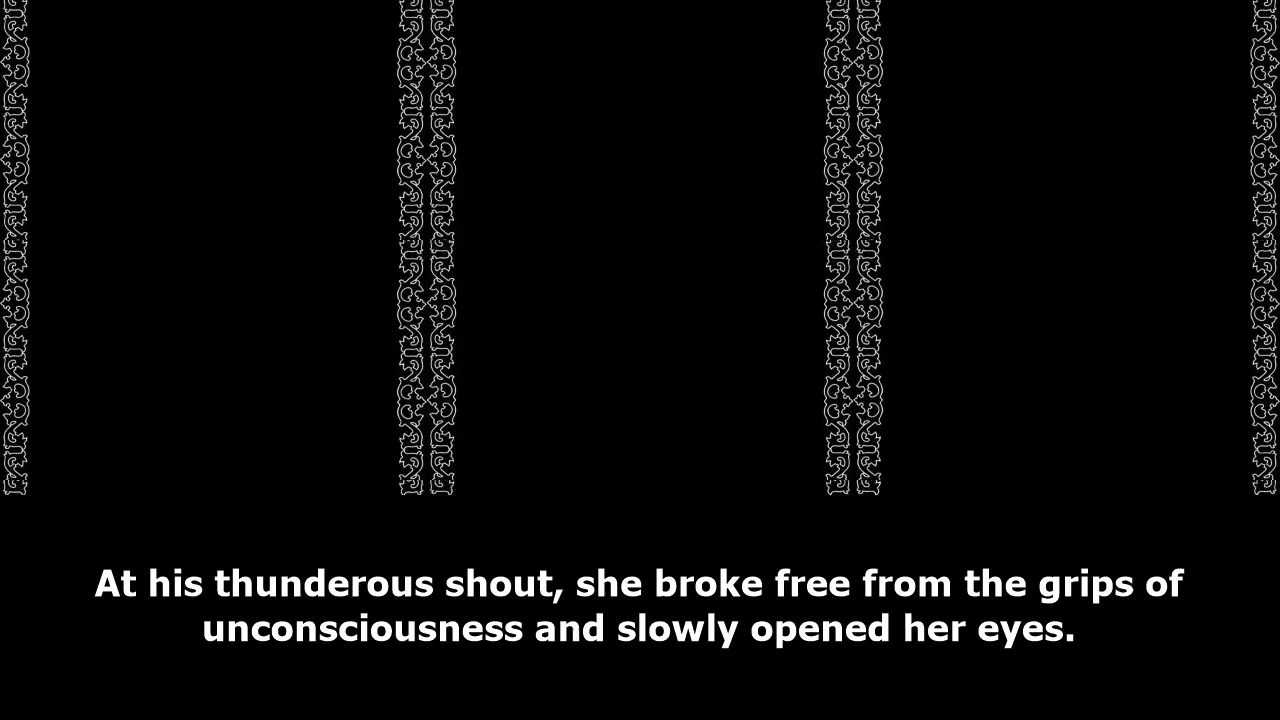 At his thunderous shout, she broke free from the grips of
unconsciousness and slowly opened her eyes.